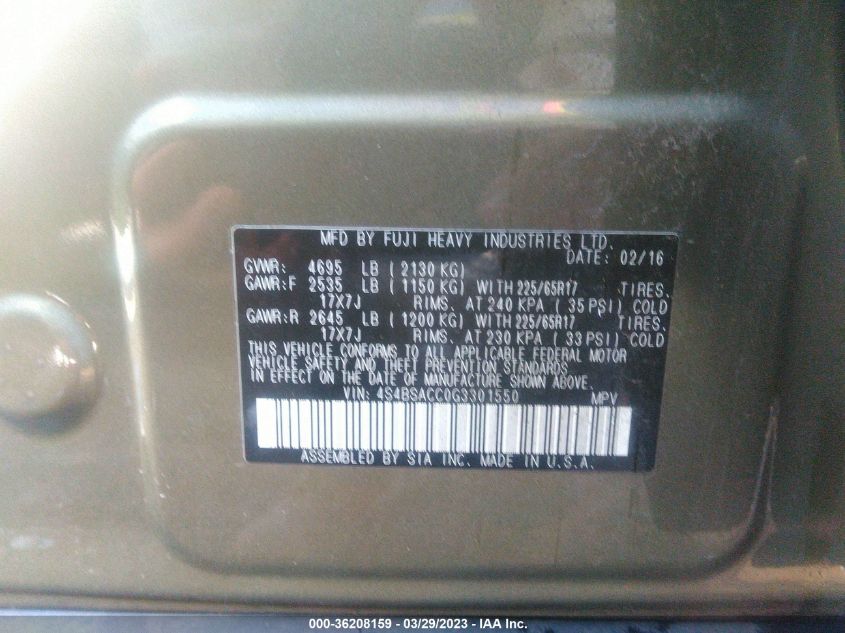 MFD BY FUJI HEAVY INDUSTRIES LTD.
DATE: 02/16
GVWR: 4695 LB (2130 KG)
GAWR:F 2535 LB (1150 KG) WITH 225/65R17 TIRES.
17X7J RIMS. AT 240 KPA (35 PSI) COLD
GAWR:R 2645 LB (1200 KG) WITH 225/65R17 TIRES.
17X7J RIMS. AT 230 KPA (33 PSI) COLD
THIS VEHICLE CONFORMS TO ALL APPLICABLE FEDERAL MOTOR
VEHICLE SAFETY AND THEFT PREVENTION STANDARDS
IN EFFECT ON THE DATE OF MANUFACTURE SHOWN ABOVE.
VIN: 4S4BSACC0G3301550 MPV
ASSEMBLED BY SIA INC. MADE IN U.S.A.
000-36208159 - 03/29/2023 - IAA Inc.